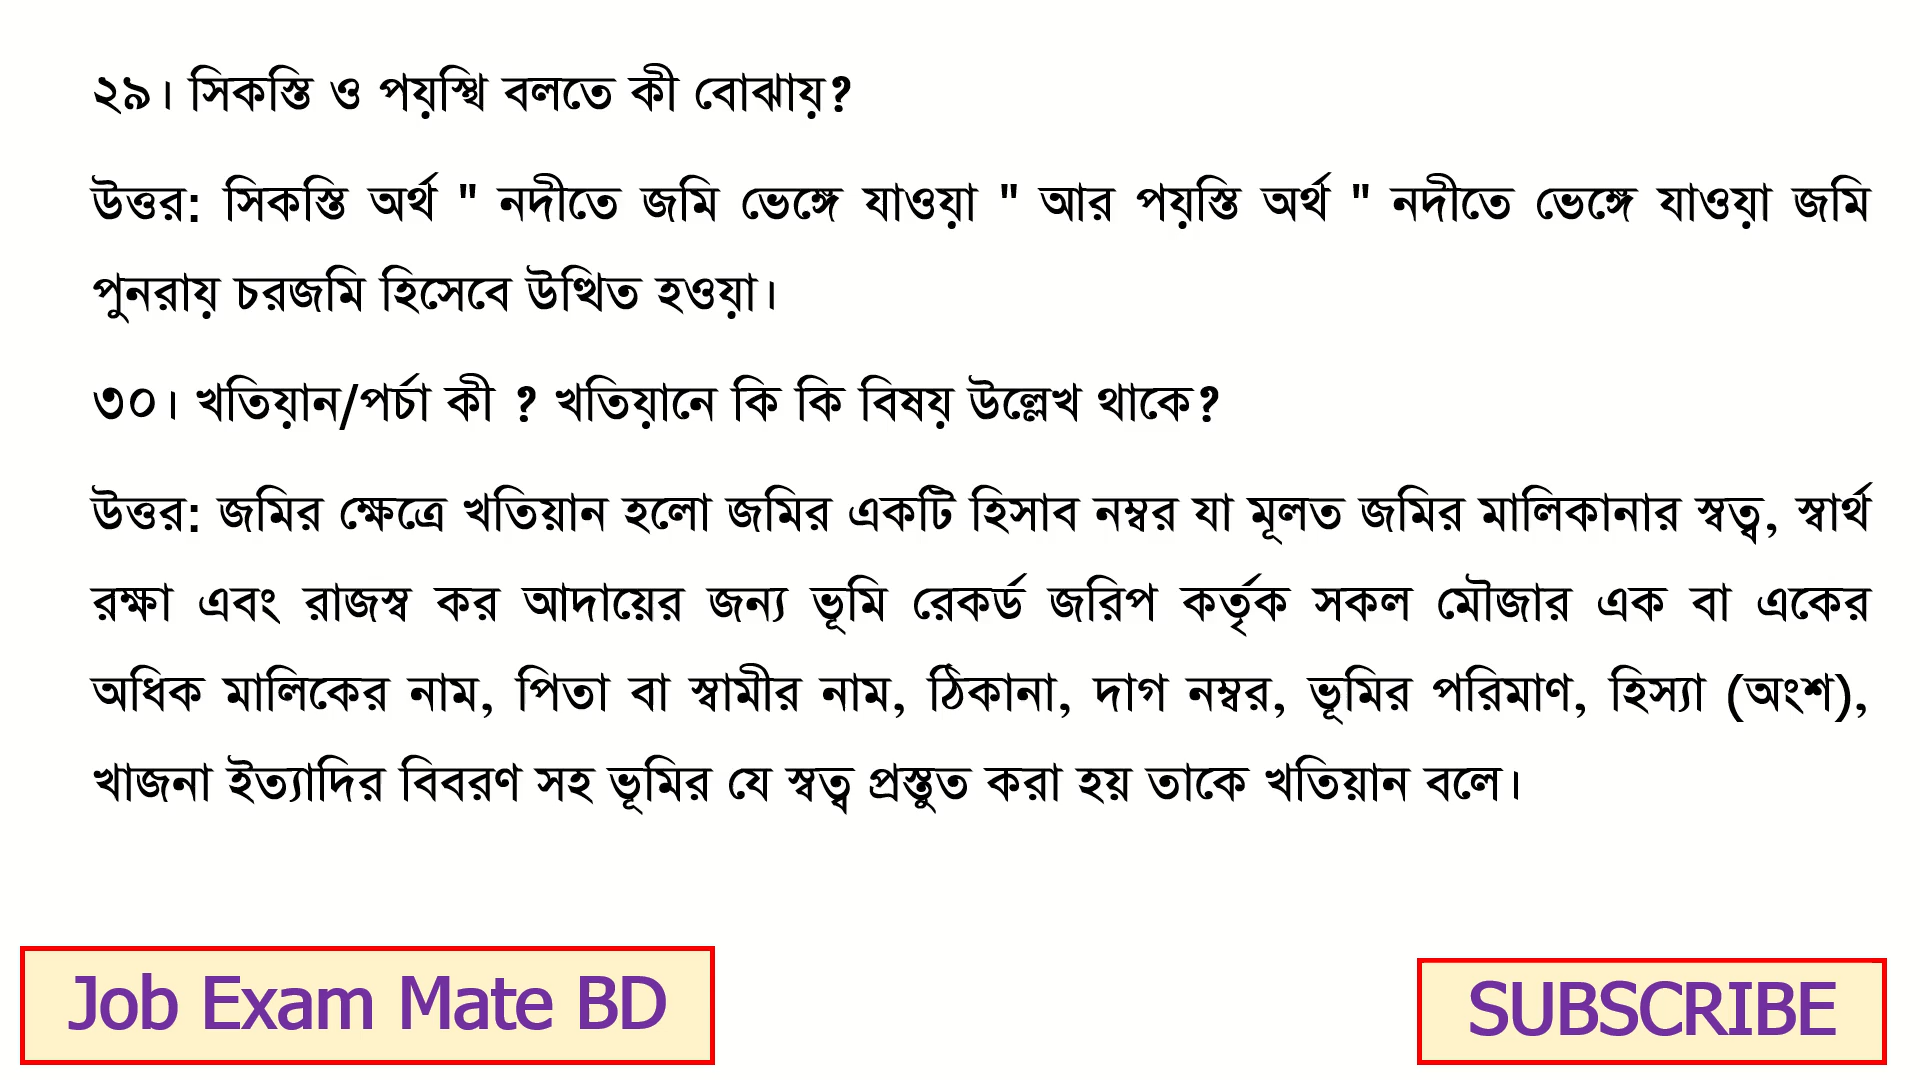 ২৯। সিকস্তি ও পয়স্থি বলতে কী বোঝায়?
উত্তর: সিকস্তি অর্থ " নদীতে জমি ভেঙ্গে যাওয়া " আর পয়স্তি অর্থ " নদীতে ভেঙ্গে যাওয়া জমি
পুনরায় চরজমি হিসেবে উত্থিত হওয়া।
৩০। খতিয়ান/পর্চা কী ? খতিয়ানে কি কি বিষয় উল্লেখ থাকে?
উত্তর: জমির ক্ষেত্রে খতিয়ান হলো জমির একটি হিসাব নম্বর যা মূলত জমির মালিকানার স্বত্ব, স্বার্থ
রক্ষা এবং রাজস্ব কর আদায়ের জন্য ভূমি রেকর্ড জরিপ কর্তৃক সকল মৌজার এক বা একের
অধিক মালিকের নাম, পিতা বা স্বামীর নাম, ঠিকানা, দাগ নম্বর, ভূমির পরিমাণ, হিস্যা (অংশ),
খাজনা ইত্যাদির বিবরণ সহ ভূমির যে স্বত্ব প্রস্তুত করা হয় তাকে খতিয়ান বলে।
Job Exam Mate BD
SUBSCRIBE